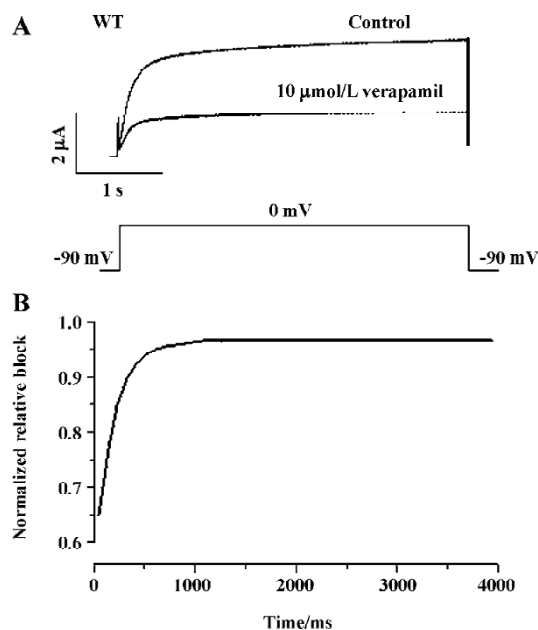 A
WT
Control
10 μmol/L verapamil
2 μA
1 s
0 mV
-90 mV
-90 mV
B
Normalized relative block
1.0
0.9
0.8
0.7
0.6
0
1000
2000
3000
4000
Time/ms